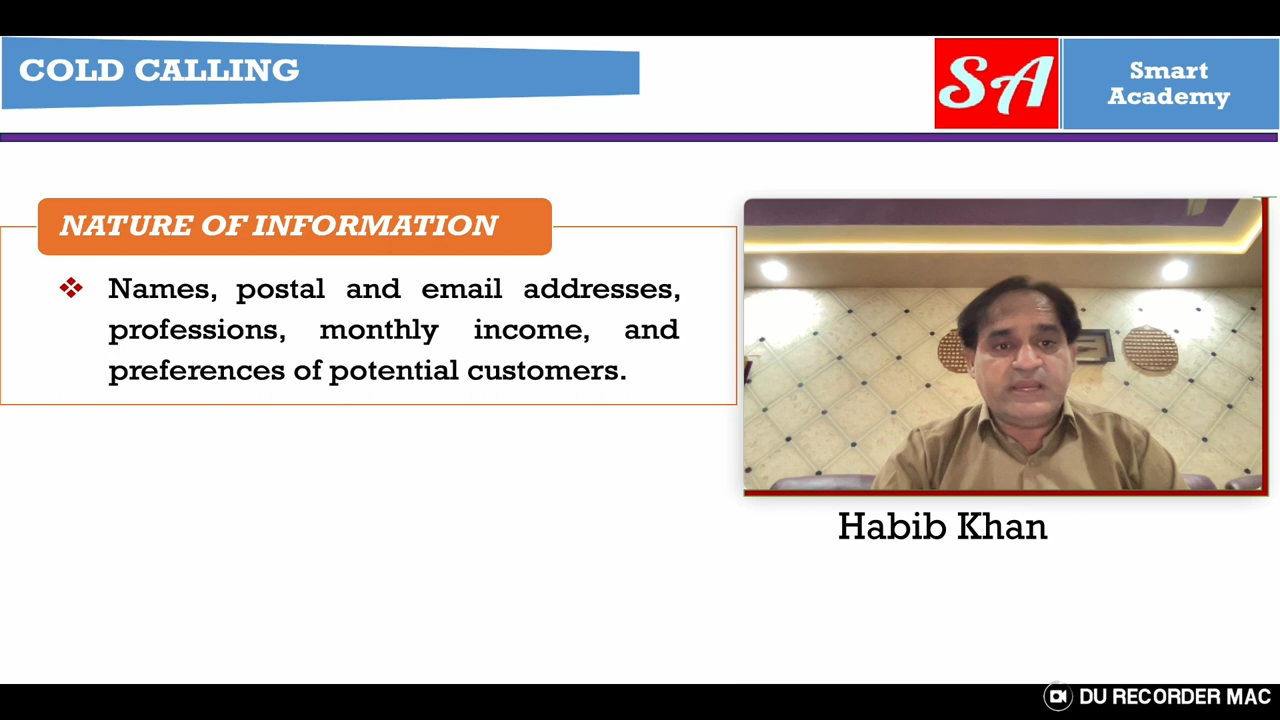 COLD CALLING
SA
Smart
Academy
NATURE OF INFORMATION
Names, postal and email addresses,
professions, monthly income, and
preferences of potential customers.
Habib Khan
DU RECORDER MAC